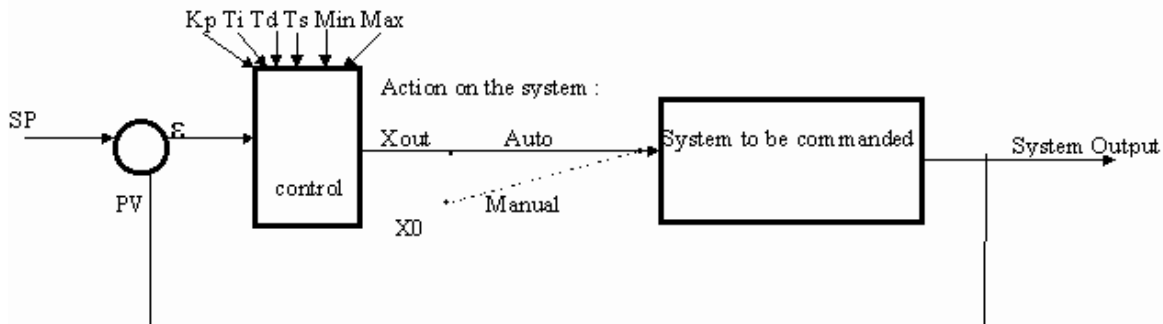 Kp Ti Td Ts Min Max
Action on the system :
SP
ε
Xout
Auto
System to be commanded
System Output
control
PV
Manual
X0